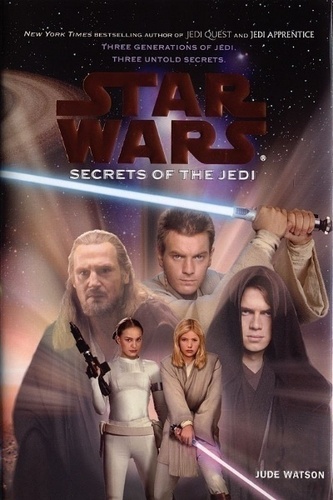 NEW YORK TIMES BESTSELLING AUTHOR OF JEDI QUEST AND JEDI APPRENTICE
THREE GENERATIONS OF JEDI.
THREE UNTOLD SECRETS.
STAR
WARS®
SECRETS OF THE JEDI
JUDE WATSON